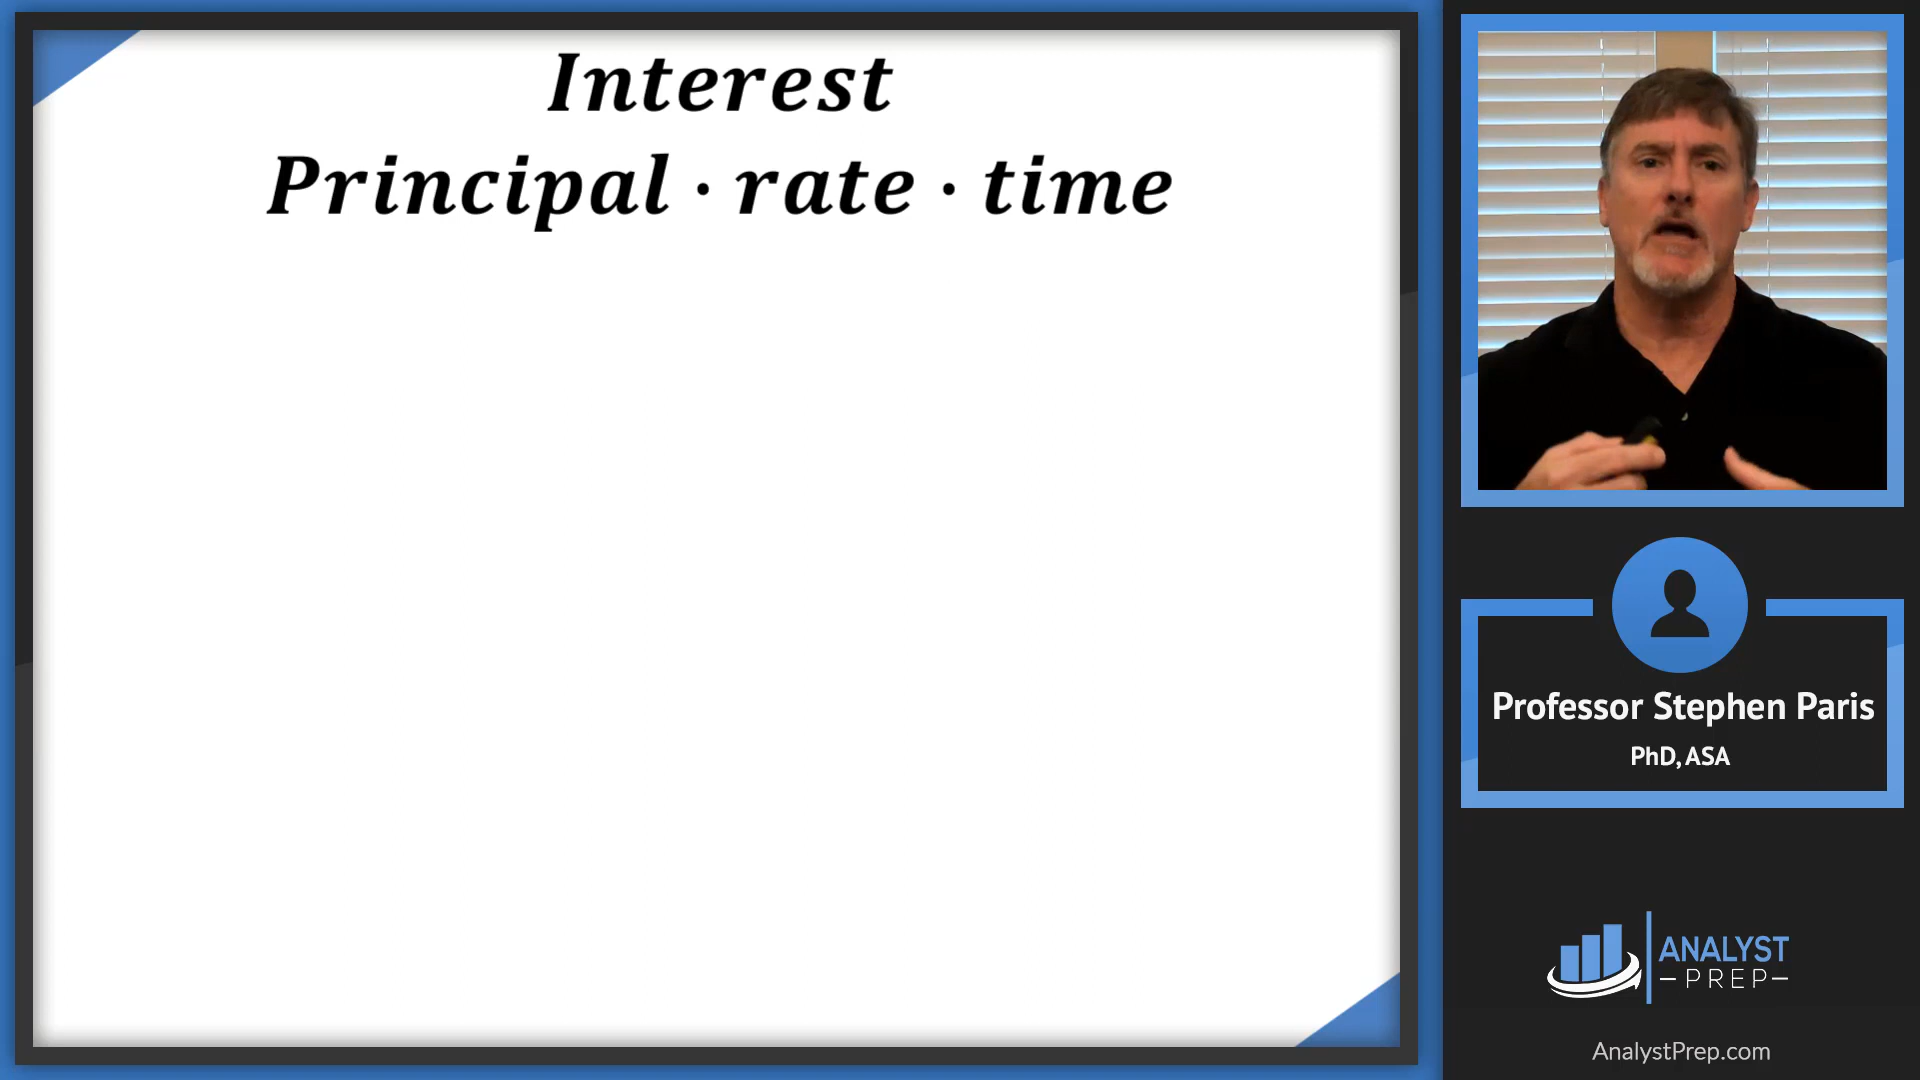 Interest
Principal · rate · time
Professor Stephen Paris
PhD, ASA
ANALYST
PREP
AnalystPrep.com